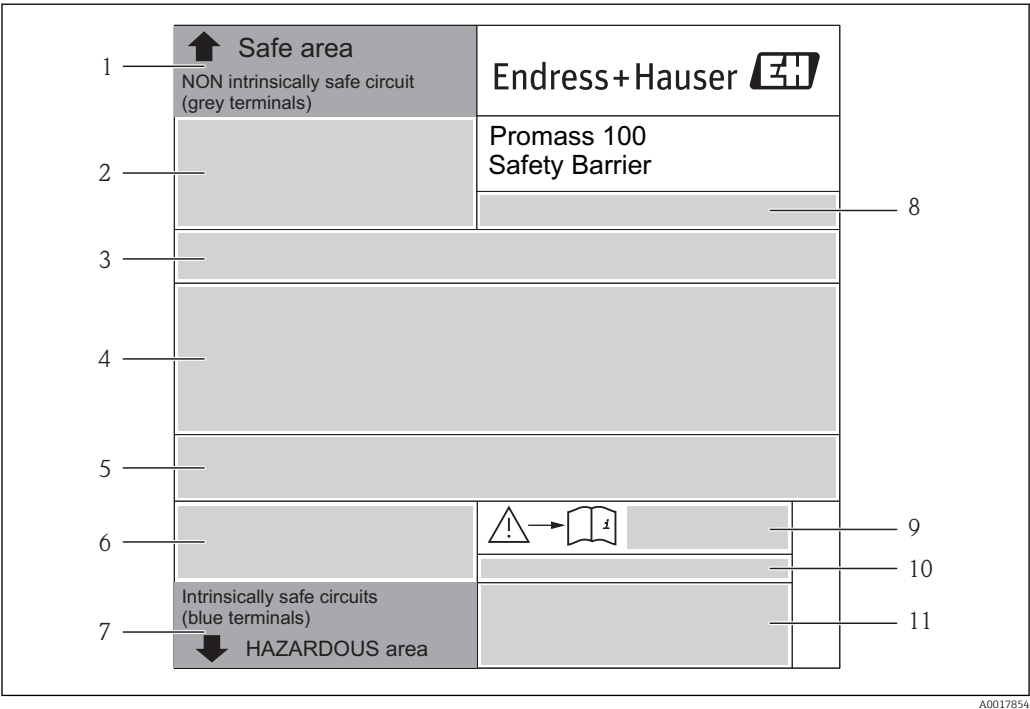 1
Safe area
NON intrinsically safe circuit
(grey terminals)
Endress+Hauser EH
Promass 100
Safety Barrier
2
8
3
4
5
6
i
9
10
Intrinsically safe circuits
(blue terminals)
7
HAZARDOUS area
11
A0017854